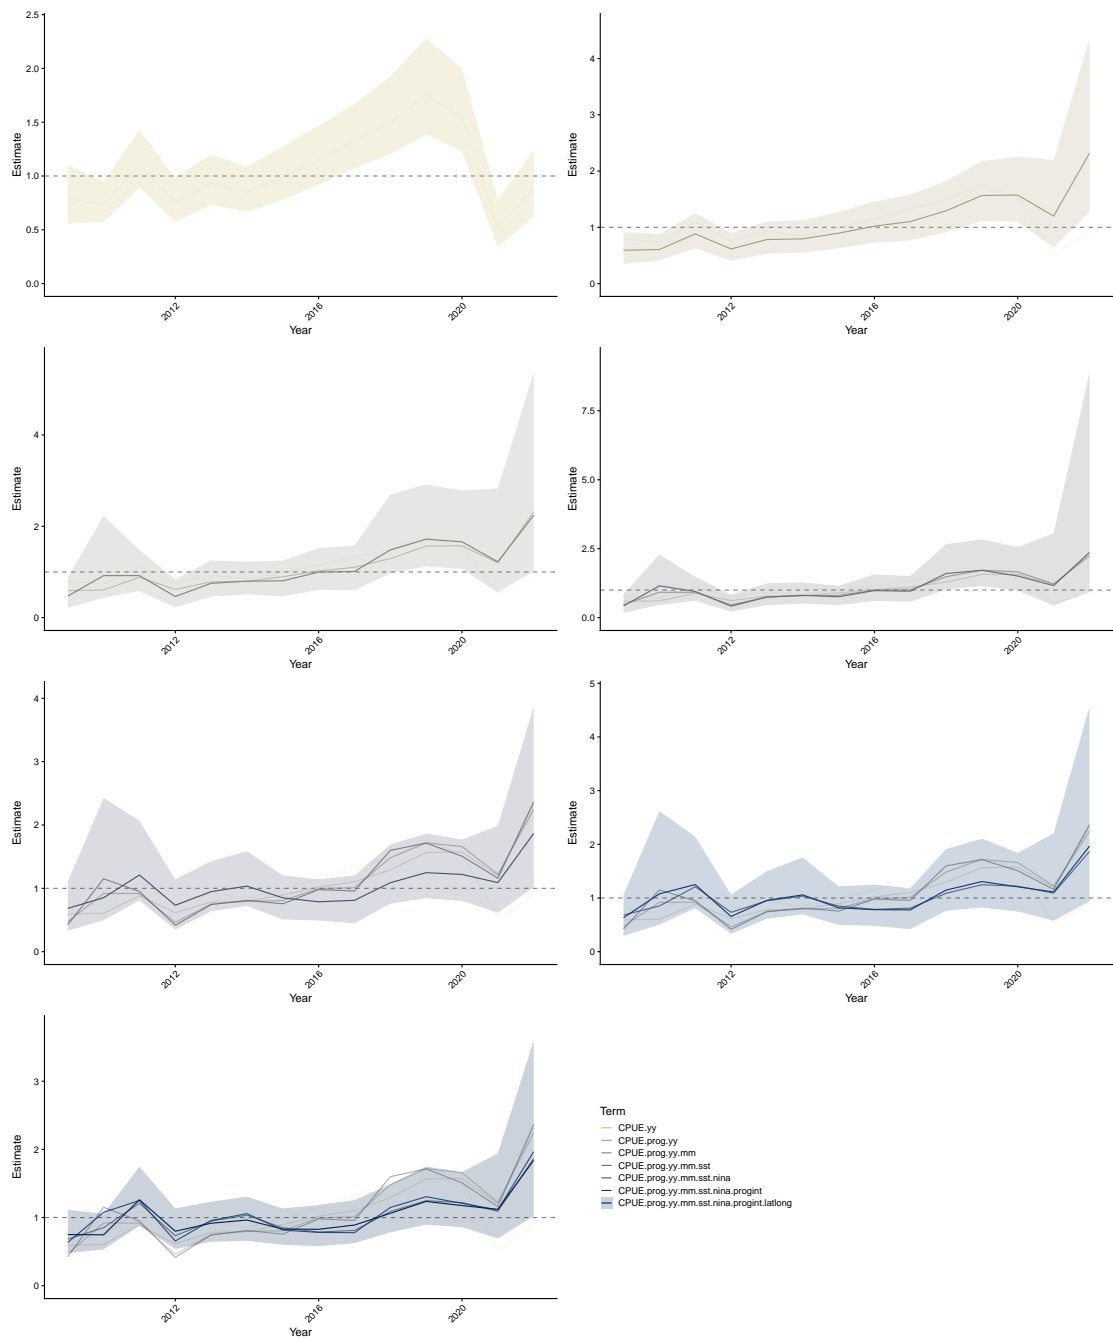 2.5
2.0
1.5
1.0
0.5
0.0
Estimate
2012
2016
2020
Year
4
3
2
1
0
Estimate
2012
2016
2020
Year
4
2
1
0
Estimate
2012
2016
2020
Year
7.5
5.0
2.5
1.0
0.0
Estimate
2012
2016
2020
Year
4
3
2
1
0
Estimate
2012
2016
2020
Year
5
4
3
2
1
0
Estimate
2012
2016
2020
Year
3
2
1
0
Estimate
2012
2016
2020
Year
Term
CPUE.yy
CPUE.prog.yy
CPUE.prog.yy.mm
CPUE.prog.yy.mm.sst
CPUE.prog.yy.mm.sst.nina
CPUE.prog.yy.mm.sst.nina.progint
CPUE.prog.yy.mm.sst.nina.progint.latlong